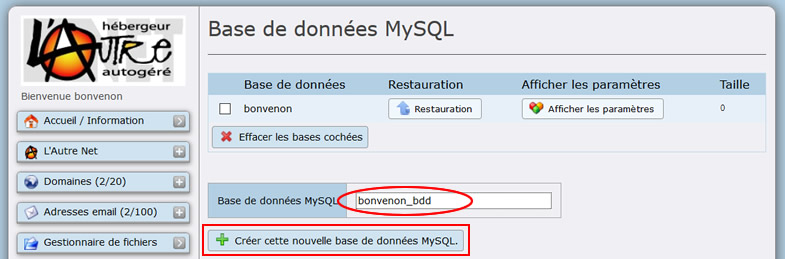 hébergeur
L'AUTRE
autogéré
Bienvenue bonvenon
Accueil / Information
L'Autre Net
Domaines (2/20)
Adresses email (2/100)
Gestionnaire de fichiers
Base de données MySQL
Base de données Restauration Afficher les paramètres Taille
bonvenon Restauration Afficher les paramètres 0
Effacer les bases cochées
Base de données MySQL bonvenon_bdd
Créer cette nouvelle base de données MySQL.